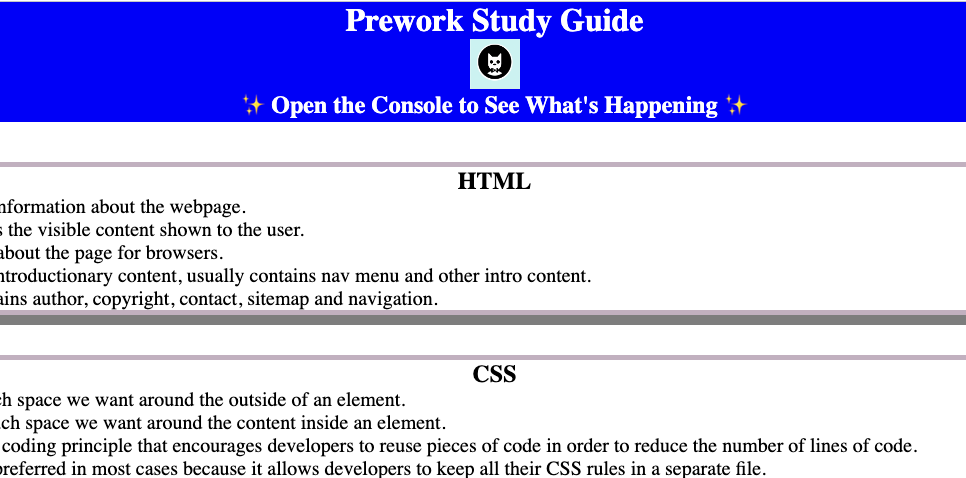 Prework Study Guide
✨ Open the Console to See What's Happening ✨
HTML
nformation about the webpage.
s the visible content shown to the user.
about the page for browsers.
ntroductionary content, usually contains nav menu and other intro content.
ains author, copyright, contact, sitemap and navigation.
CSS
ch space we want around the outside of an element.
uch space we want around the content inside an element.
coding principle that encourages developers to reuse pieces of code in order to reduce the number of lines of code.
preferred in most cases because it allows developers to keep all their CSS rules in a separate file.